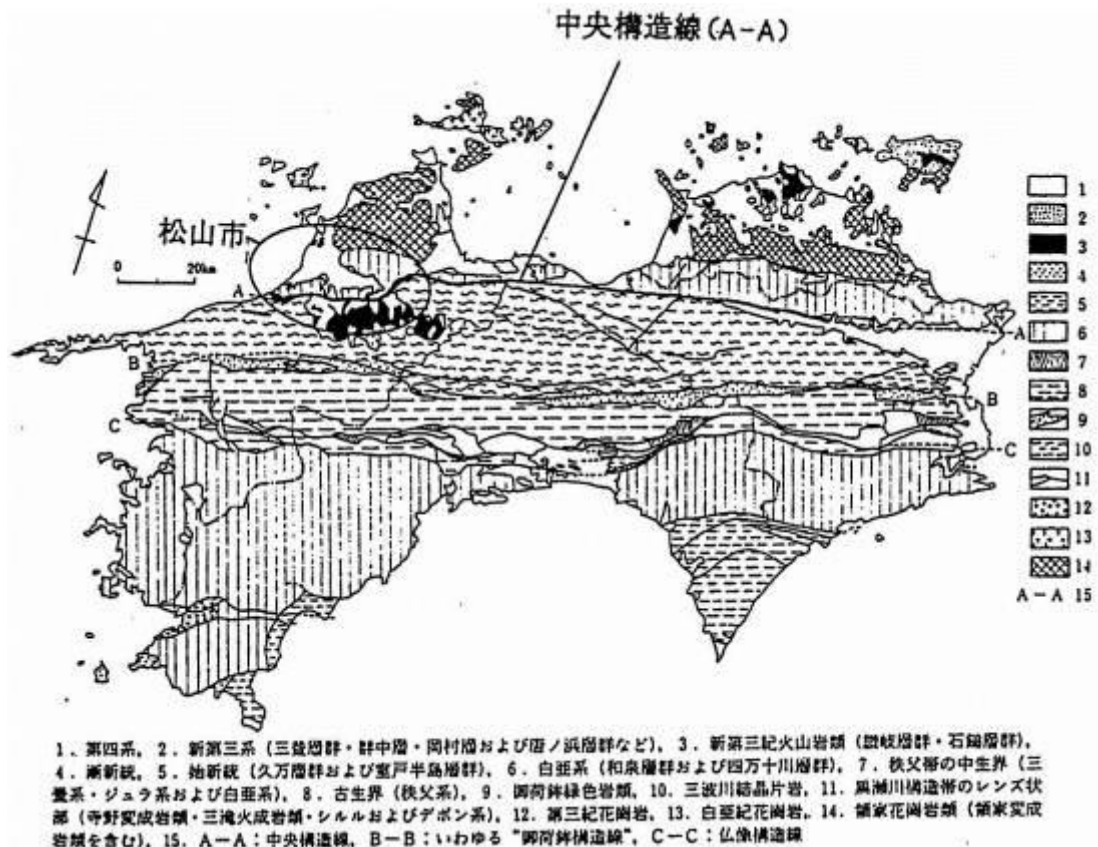 中央構造線(A−A)
松山市
0 20km
A
A
B
B
C
C
1
2
3
4
5
6
7
8
9
10
11
12
13
14
A−A 15
1. 第四系, 2. 新第三系 (三豊層群・群中層・岡村層および唐ノ浜層群など), 3. 新第三紀火山岩類 (讃岐層群・石鎚層群),
4. 漸新統, 5. 始新統 (久万層群および室戸半島層群), 6. 白亜系 (和泉層群および四万十川層群), 7. 秩父帯の中生界 (三
畳系・ジュラ系および白亜系), 8. 古生界 (秩父系), 9. 御荷鉾緑色岩類, 10. 三波川結晶片岩, 11. 黒瀬川構造帯のレンズ状
部 (寺野変成岩類・三滝火成岩類・シルルおよびデボン系), 12. 第三紀花崗岩, 13. 白亜紀花崗岩, 14. 領家花崗岩類 (領家変成
岩類を含む), 15. A−A:中央構造線, B−B:いわゆる“御荷鉾構造線”, C−C:仏像構造線